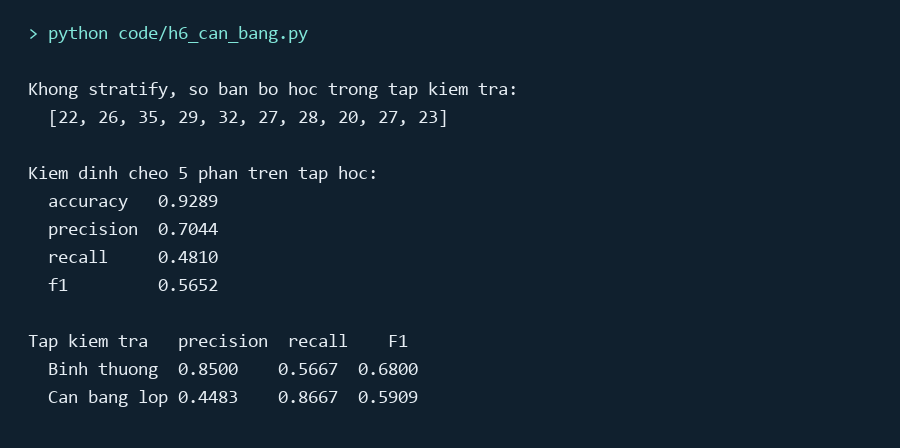 > python code/h6_can_bang.py
Khong stratify, so ban bo hoc trong tap kiem tra:
[22, 26, 35, 29, 32, 27, 28, 20, 27, 23]
Kiem dinh cheo 5 phan tren tap hoc:
accuracy 0.9289
precision 0.7044
recall 0.4810
f1 0.5652
Tap kiem tra precision recall F1
Binh thuong 0.8500 0.5667 0.6800
Can bang lop 0.4483 0.8667 0.5909